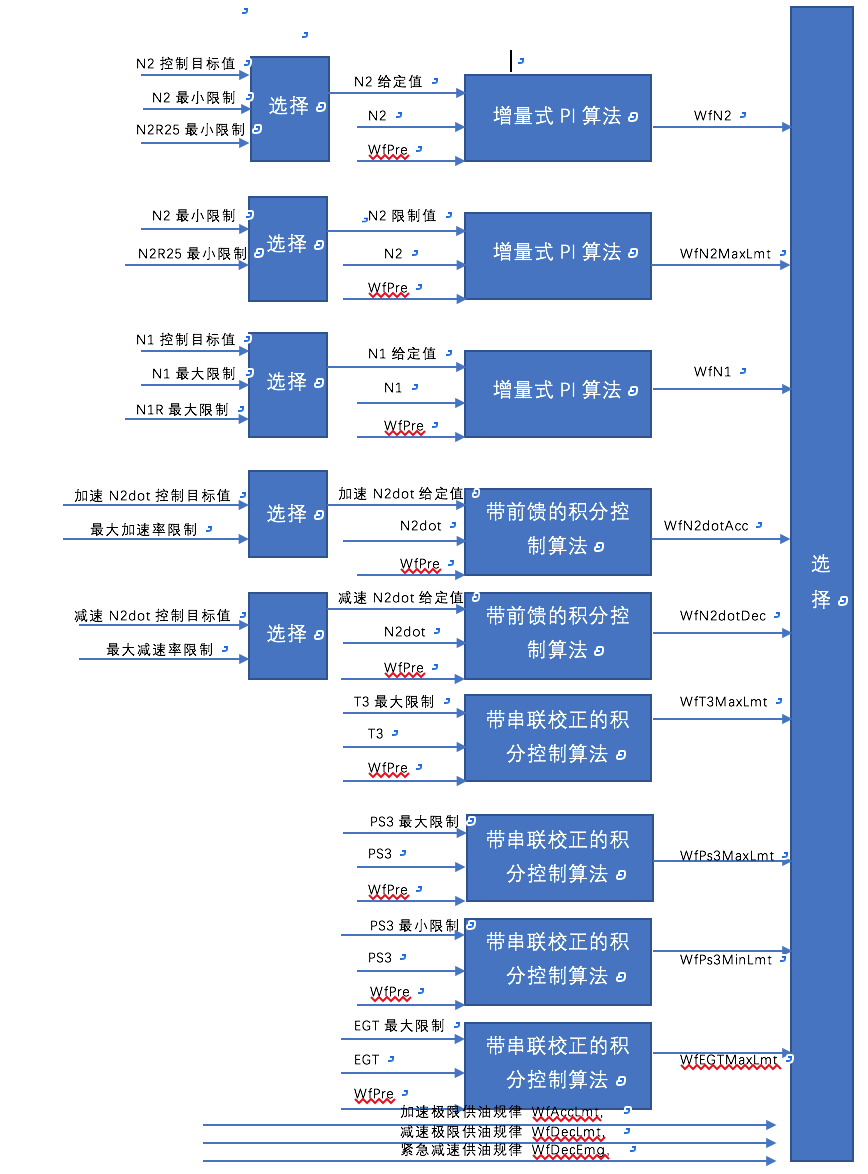 N2 控制目标值
N2 最小限制
N2R25 最小限制
选择
N2 给定值
N2
WfPre
增量式 PI 算法
WfN2
N2 最小限制
N2R25 最小限制
选择
N2 限制值
N2
WfPre
增量式 PI 算法
WfN2MaxLmt
N1 控制目标值
N1 最大限制
N1R 最大限制
选择
N1 给定值
N1
WfPre
增量式 PI 算法
WfN1
加速 N2dot 控制目标值
最大加速率限制
选择
加速 N2dot 给定值
N2dot
WfPre
带前馈的积分控
制算法
WfN2dotAcc
减速 N2dot 控制目标值
最大减速率限制
选择
减速 N2dot 给定值
N2dot
WfPre
带前馈的积分控
制算法
WfN2dotDec
T3 最大限制
T3
WfPre
带串联校正的积
分控制算法
WfT3MaxLmt
PS3 最大限制
PS3
WfPre
带串联校正的积
分控制算法
WfPs3MaxLmt
PS3 最小限制
PS3
WfPre
带串联校正的积
分控制算法
WfPs3MinLmt
EGT 最大限制
EGT
WfPre
带串联校正的积
分控制算法
WfEGTMaxLmt
加速极限供油规律 WfAccLmt,
减速极限供油规律 WfDecLmt,
紧急减速供油规律 WfDecEmg,
选
择